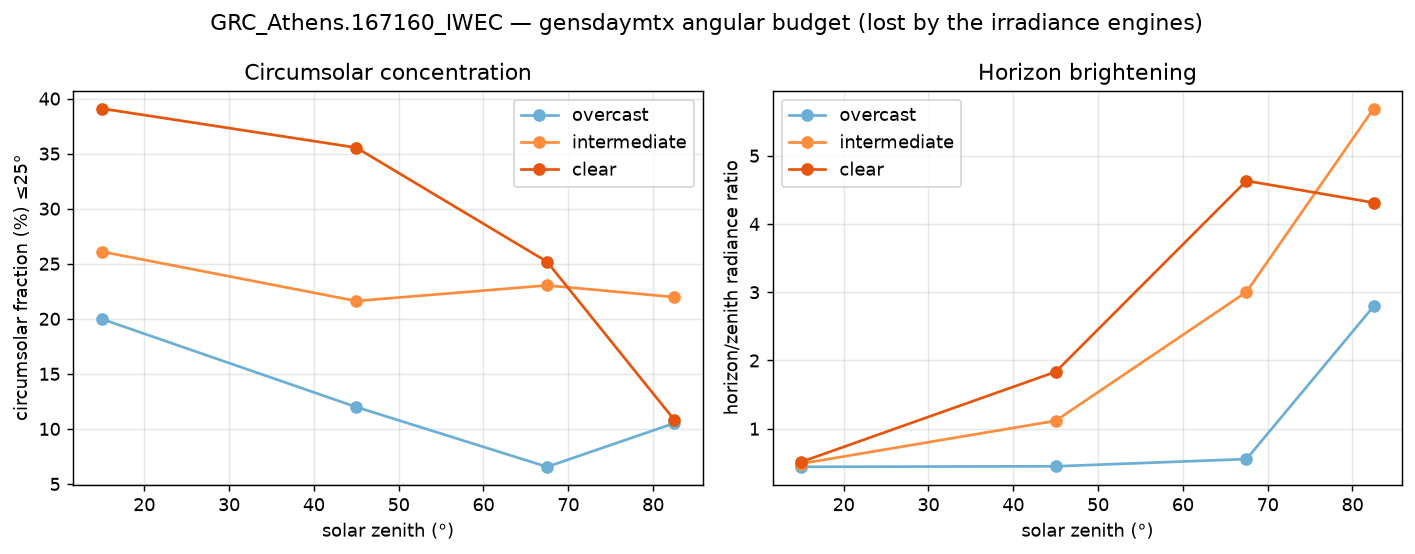 GRC_Athens.167160_IWEC — gensdaymtx angular budget (lost by the irradiance engines)
Circumsolar concentration
circumsolar fraction (%) ≤25°
40
35
30
25
20
15
10
5
overcast
intermediate
clear
20
30
40
50
60
70
80
solar zenith (°)
Horizon brightening
horizon/zenith radiance ratio
5
4
3
2
1
overcast
intermediate
clear
20
30
40
50
60
70
80
solar zenith (°)